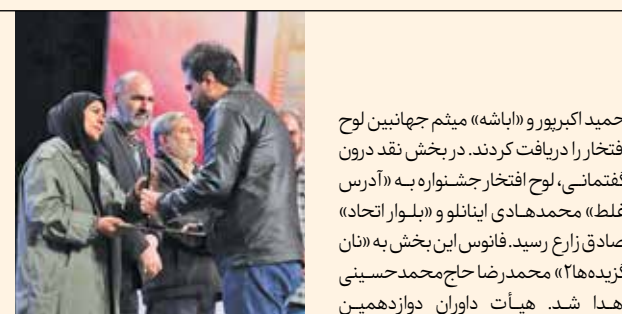 حمید اکبرپور و «اباشه» میثم جهانبین لوح
افتخار را دریافت کردند. در بخش نقد درون
گفتمانی، لوح افتخار جشنواره به «آدرس
غلط» محمدهادی اینانلو و «بلوار اتحاد»
صادق زارع رسید. فانوس این بخش به «نان
گزیده‌ها۲» محمدرضا حاج‌محمدحسینی
اهدا شد. هیأت داوران دوازدهمین